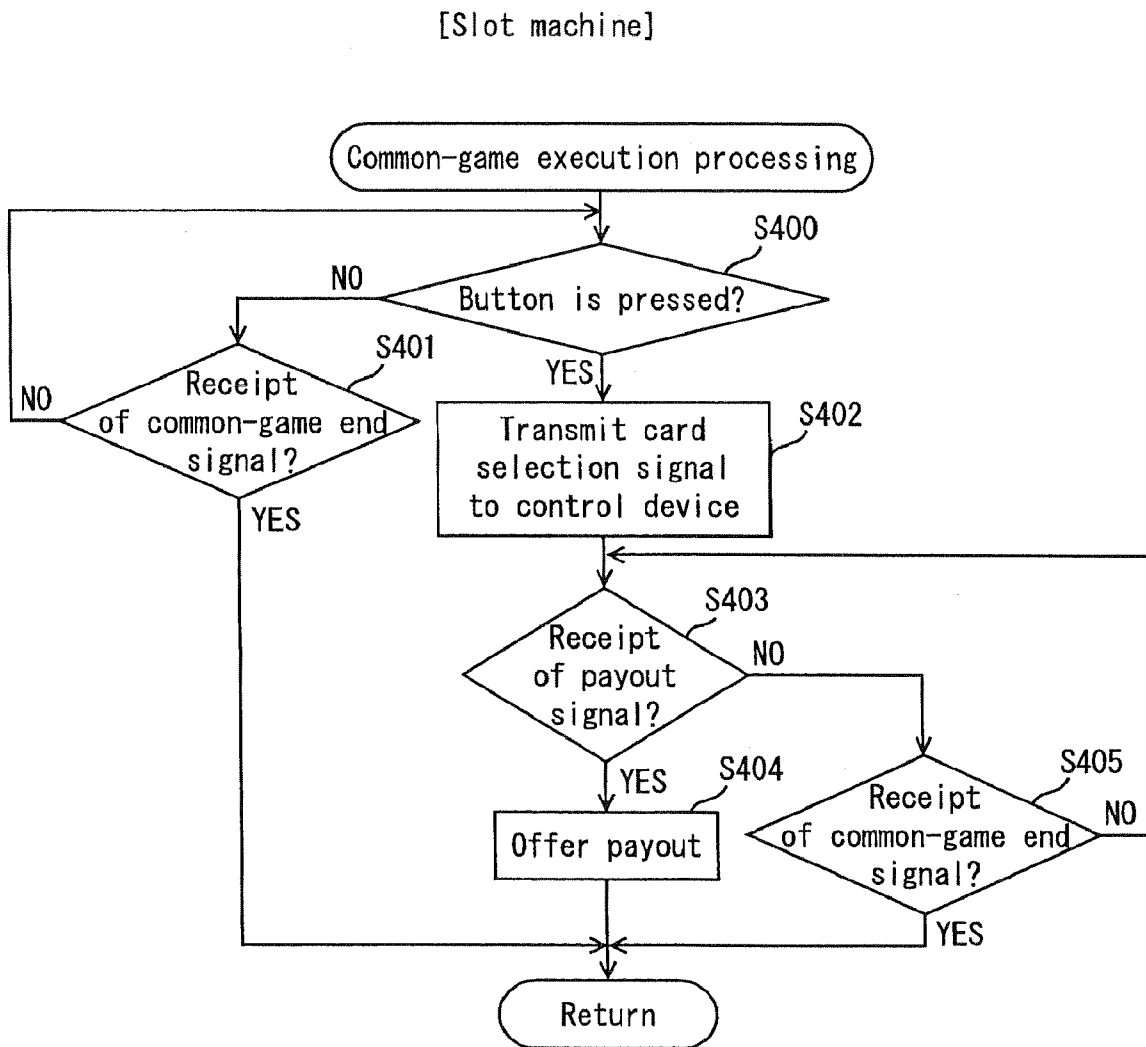 [Slot machine]
Common-game execution processing
S400
NO
Button is pressed?
S401
YES
NO
Receipt
of common-game end
signal?
S402
Transmit card
selection signal
to control device
YES
S403
Receipt
of payout
signal?
NO
S404
YES
S405
Offer payout
Receipt
of common-game end
signal?
NO
YES
Return